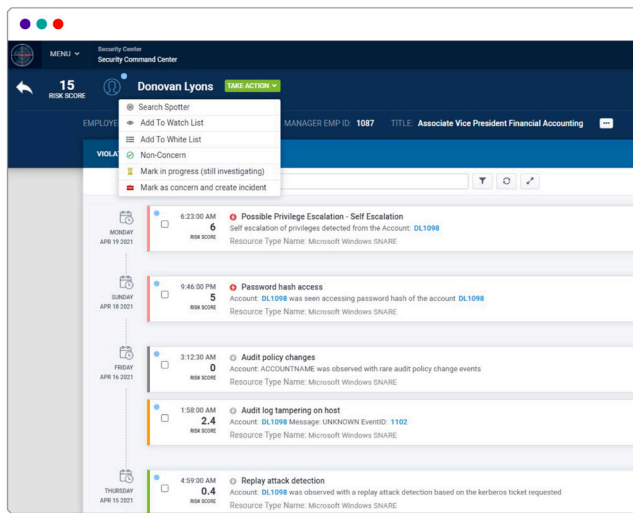 MENU
Security Center
Security Command Center
15
RISK SCORE
Donovan Lyons
TAKE ACTION
Search Spotter
Add To Watch List
Add To White List
Non-Concern
Mark in progress (still investigating)
Mark as concern and create incident
MANAGER EMP ID: 1087 TITLE: Associate Vice President Financial Accounting
MONDAY
APR 19 2021
6:23:00 AM
6
RISK SCORE
Possible Privilege Escalation - Self Escalation
Self escalation of privileges detected from the Account: DL1098
Resource Type Name: Microsoft Windows SNARE
SUNDAY
APR 18 2021
9:46:00 PM
5
RISK SCORE
Password hash access
Account: DL1098 was seen accessing password hash of the account DL1098
Resource Type Name: Microsoft Windows SNARE
FRIDAY
APR 16 2021
3:12:30 AM
0
RISK SCORE
Audit policy changes
Account: ACCOUNTNAME was observed with rare audit policy change events
Resource Type Name: Microsoft Windows SNARE
1:58:00 AM
2.4
RISK SCORE
Audit log tampering on host
Account: DL1098 Message: UNKNOWN EventID: 1102
Resource Type Name: Microsoft Windows SNARE
THURSDAY
APR 15 2021
4:59:00 AM
0.4
RISK SCORE
Replay attack detection
Account: DL1098 was observed with a replay attack detection based on the kerberos ticket requested
Resource Type Name: Microsoft Windows SNARE